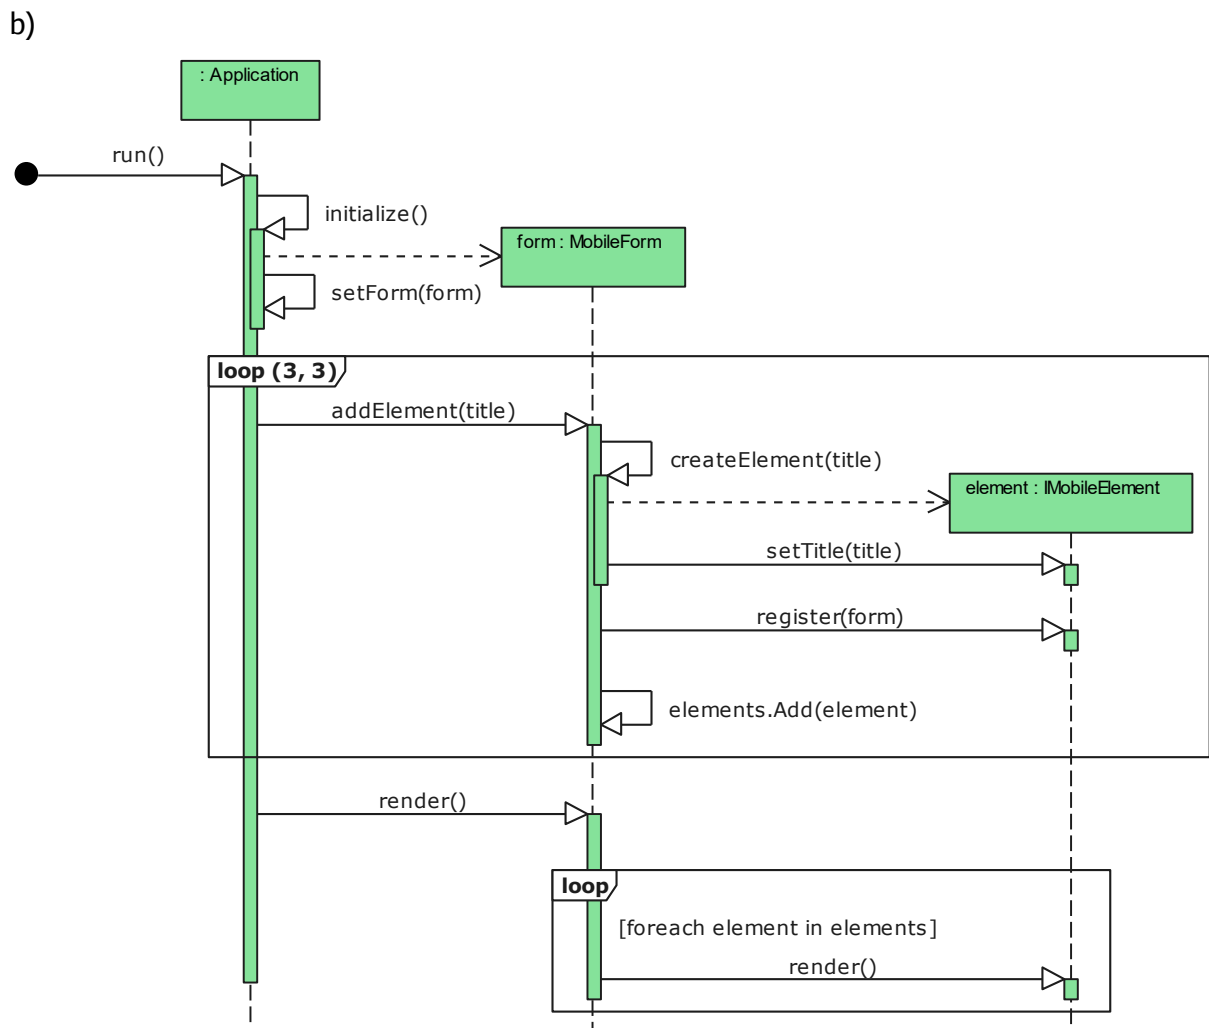 b)
: Application
run()
initialize()
form : MobileForm
setForm(form)
loop (3, 3)
addElement(title)
createElement(title)
element : IMobileElement
setTitle(title)
register(form)
elements.Add(element)
render()
loop
[foreach element in elements]
render()